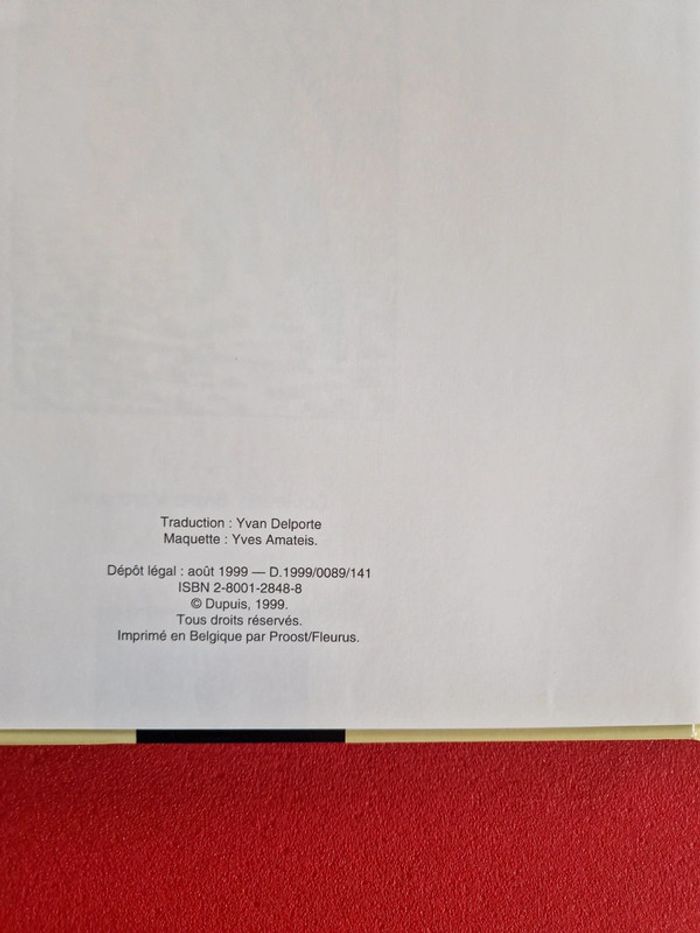 Traduction : Yvan Delporte
Maquette : Yves Amateis.
Dépôt légal : août 1999 — D.1999/0089/141
ISBN 2-8001-2848-8
© Dupuis, 1999.
Tous droits réservés.
Imprimé en Belgique par Proost/Fleurus.